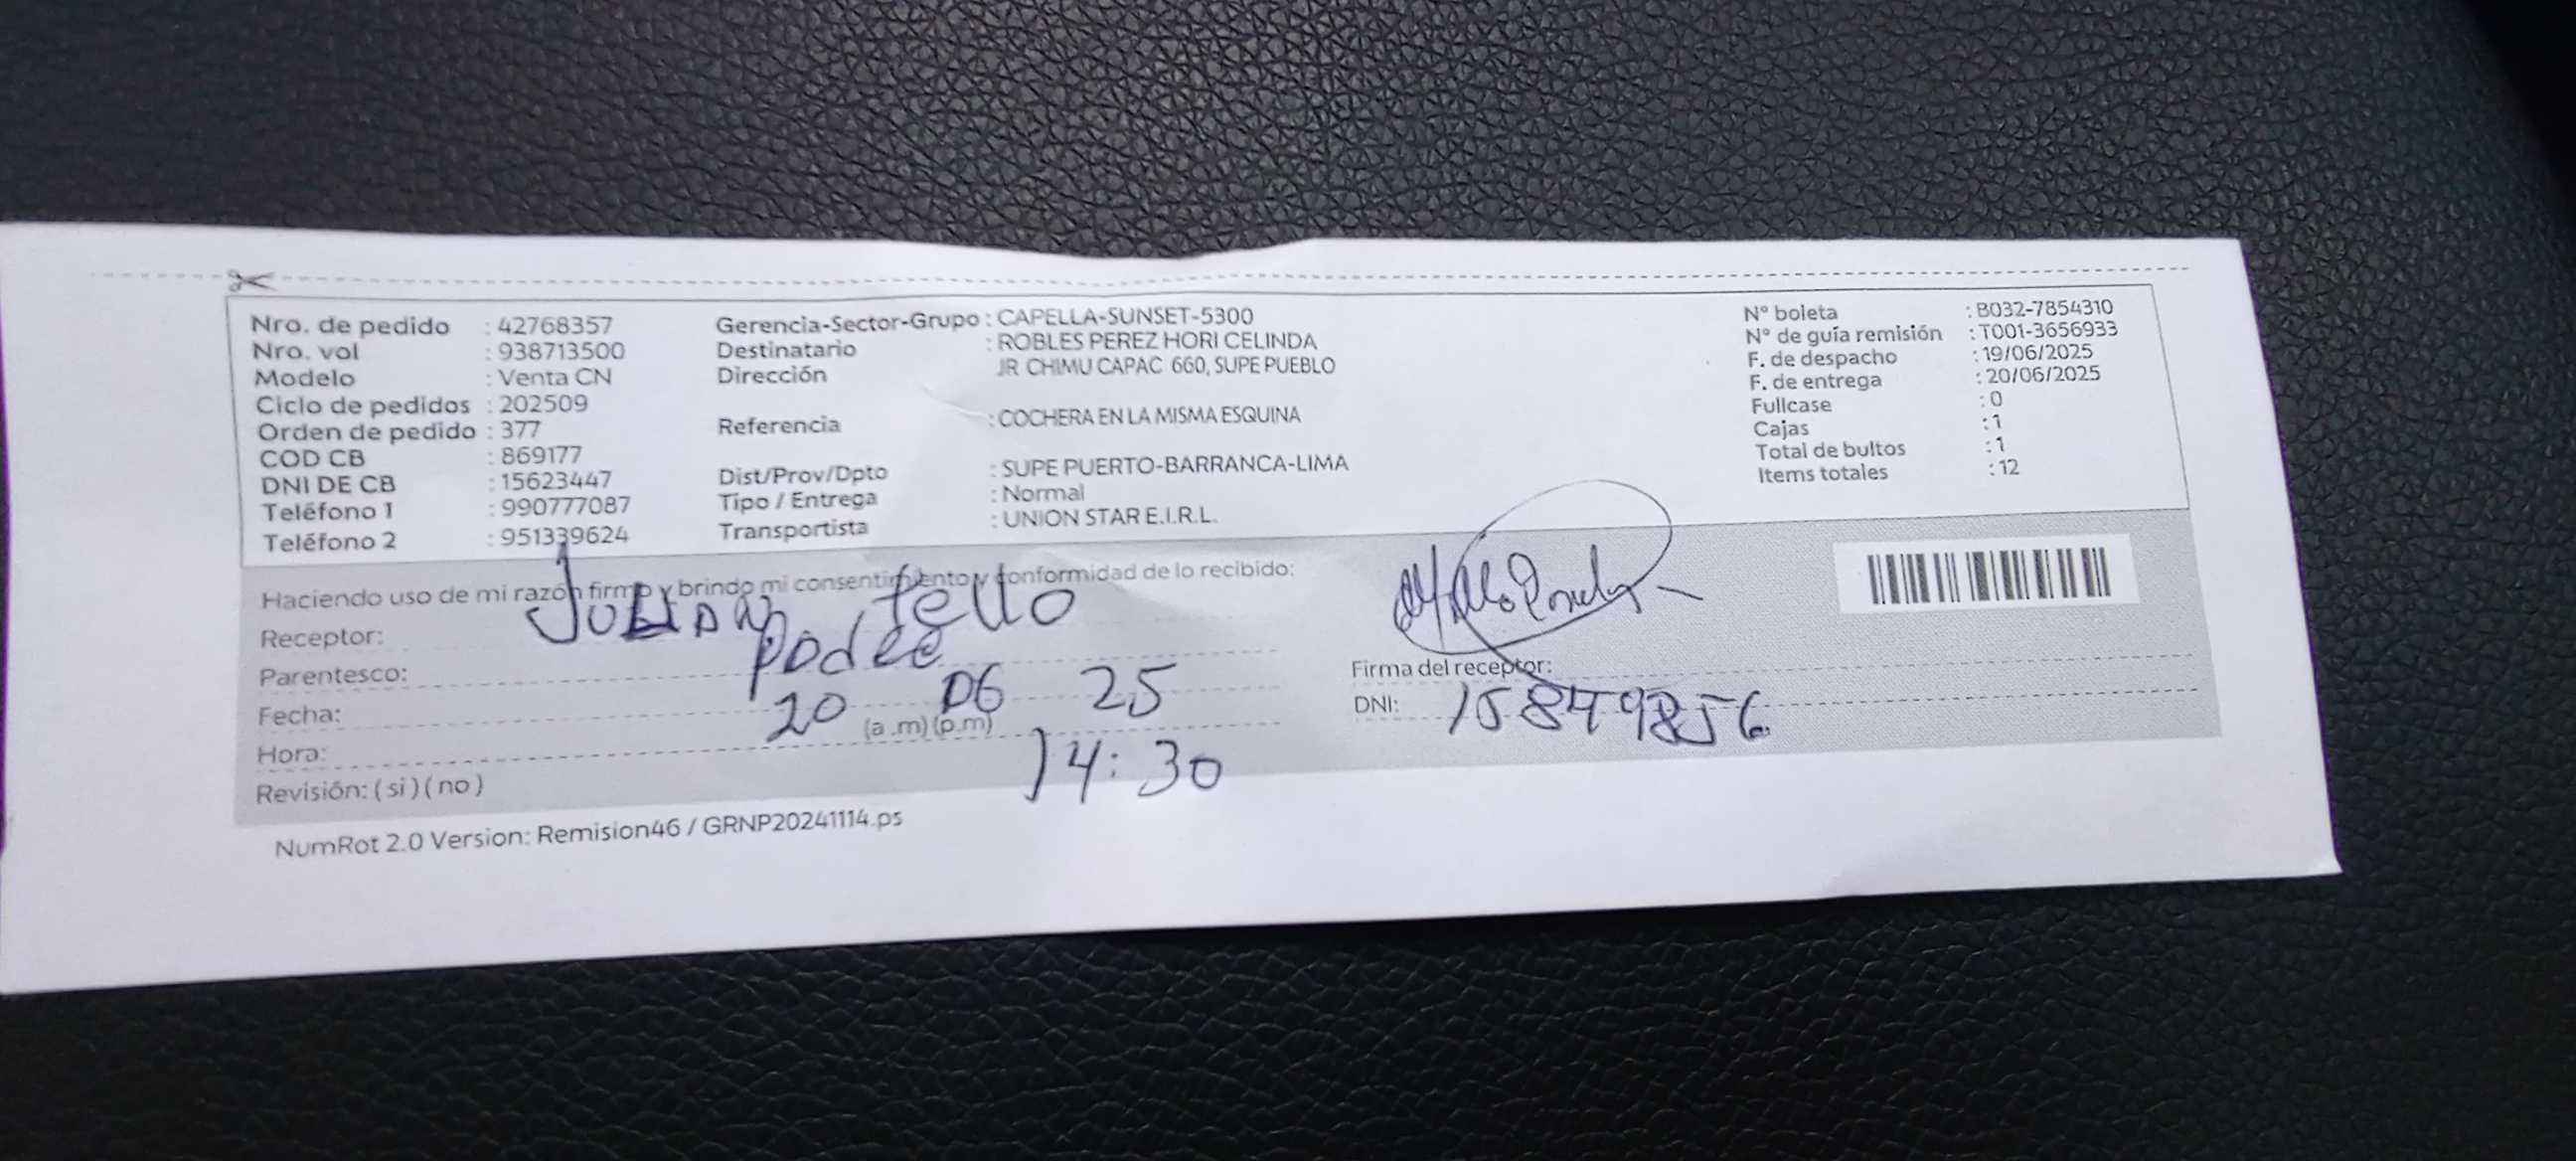 Nro. de pedido : 42768357
Nro. vol : 938713500
Modelo : Venta CN
Ciclo de pedidos : 202509
Orden de pedido : 377
COD CB : 869177
DNI DE CB : 15623447
Teléfono 1 : 990777087
Teléfono 2 : 951339624
Gerencia-Sector-Grupo : CAPELLA-SUNSET-5300
Destinatario : ROBLES PEREZ HORI CELINDA
Dirección JR CHIMU CAPAC 660, SUPE PUEBLO
Referencia : COCHERA EN LA MISMA ESQUINA
Dist/Prov/Dpto : SUPE PUERTO-BARRANCA-LIMA
Tipo / Entrega : Normal
Transportista : UNION STAR E.I.R.L.
N° boleta : B032-7854310
N° de guía remisión : T001-3656933
F. de despacho : 19/06/2025
F. de entrega : 20/06/2025
Fullcase : 0
Cajas : 1
Total de bultos : 1
Items totales : 12
Haciendo uso de mi razón firmo y brindo mi consentimiento y conformidad de lo recibido:
Receptor: Julian Tello
Parentesco: padre
Fecha: 20 06 25
Hora: (a.m) (p.m) 14:30
Revisión: ( si ) ( no )
Firma del receptor:
DNI: 15849856
NumRot 2.0 Version: Remision46 / GRNP20241114.ps